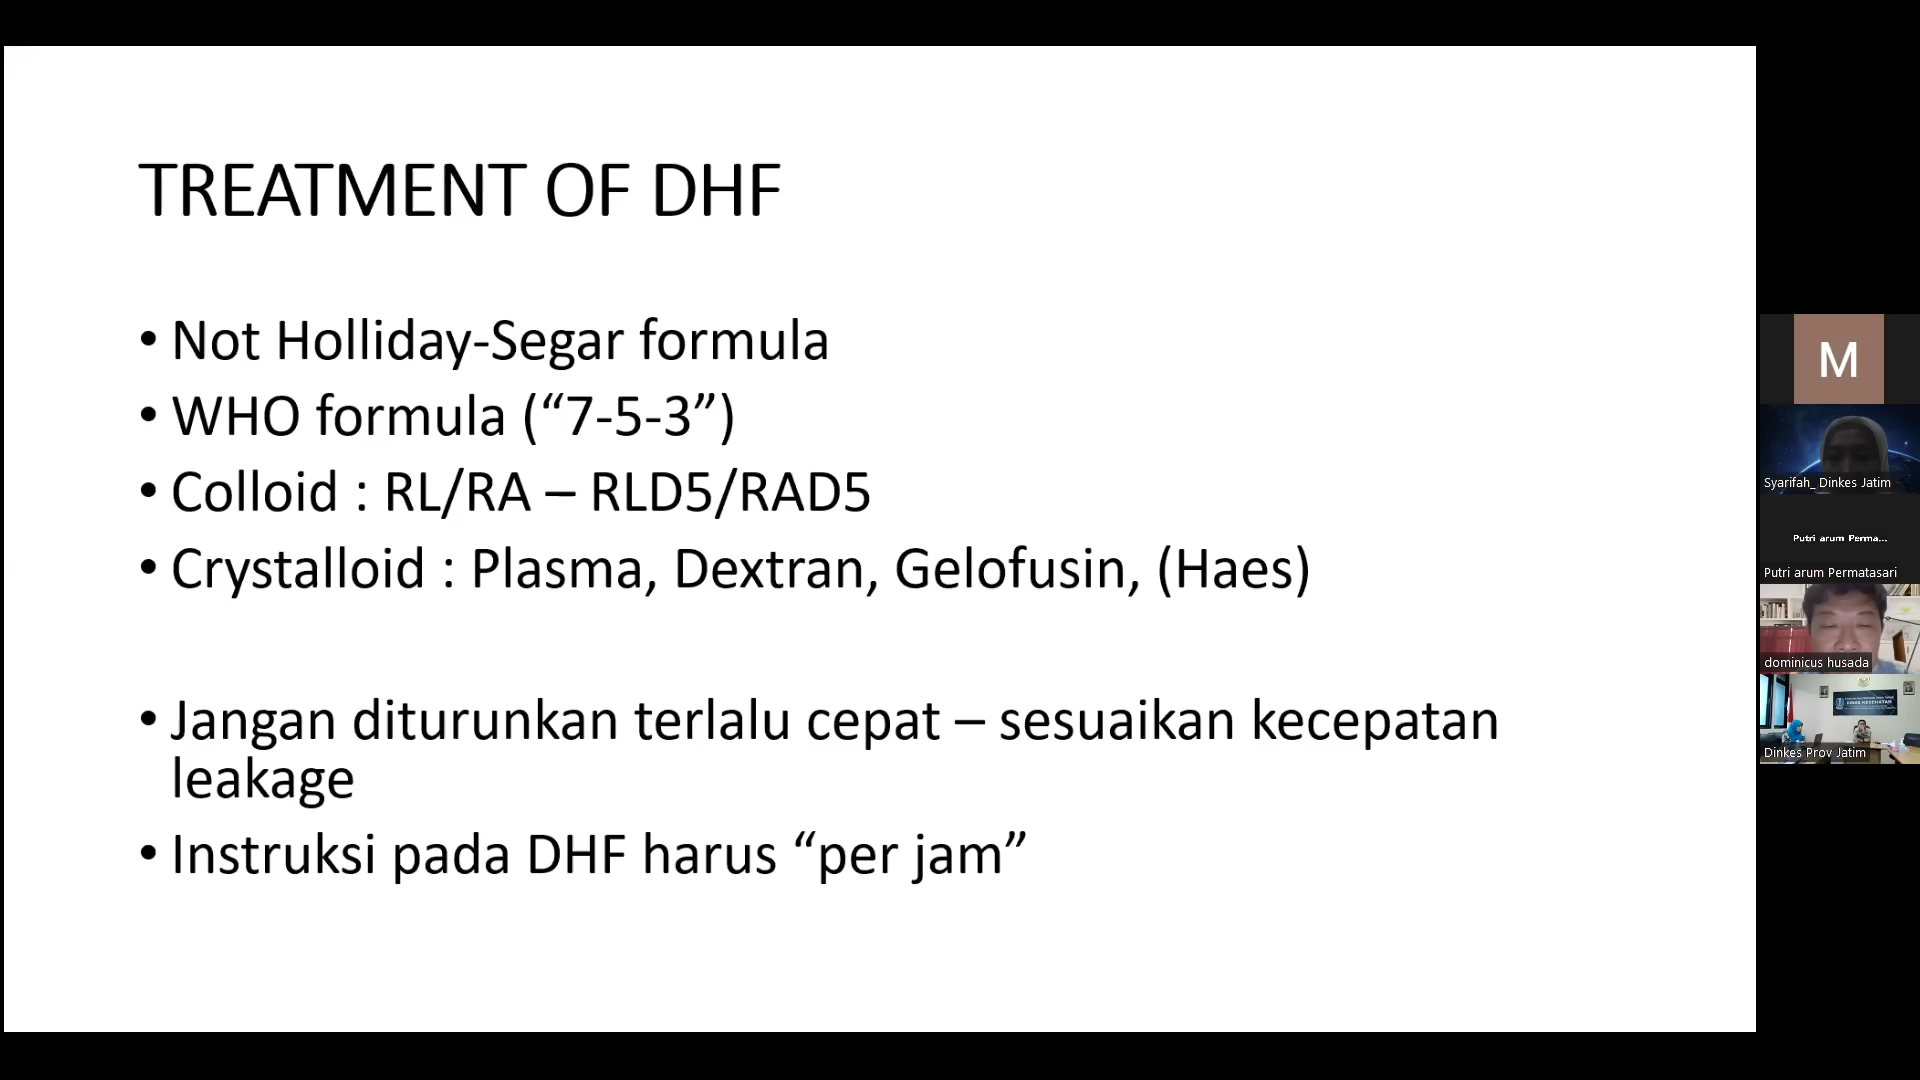 TREATMENT OF DHF
• Not Holliday-Segar formula
• WHO formula (“7-5-3”)
• Colloid : RL/RA – RLD5/RAD5
• Crystalloid : Plasma, Dextran, Gelofusin, (Haes)
• Jangan diturunkan terlalu cepat – sesuaikan kecepatan
leakage
• Instruksi pada DHF harus “per jam”
M
Syarifah_ Dinkes Jatim
Putri arum Perma...
Putri arum Permatasari
dominicus husada
DINAS KESEHATAN
Dinkes Prov Jatim